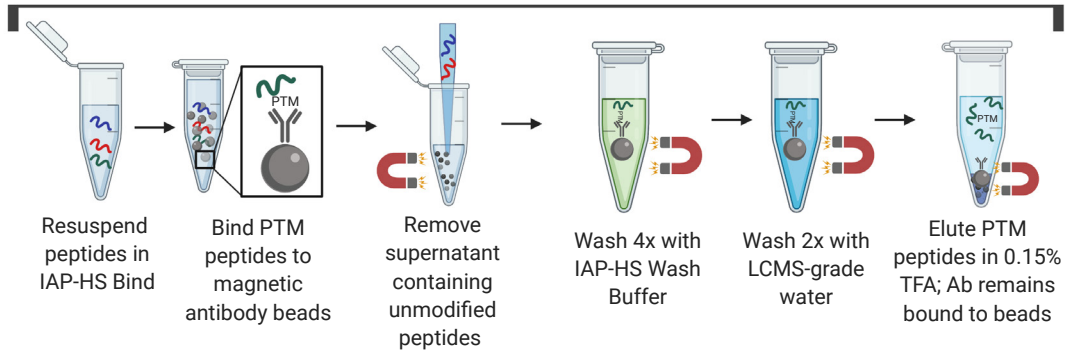 PTM
Resuspend
peptides in
IAP-HS Bind
Bind PTM
peptides to
magnetic
antibody beads
Remove
supernatant
containing
unmodified
peptides
PTM
Wash 4x with
IAP-HS Wash
Buffer
PTM
Wash 2x with
LCMS-grade
water
PTM
Elute PTM
peptides in 0.15%
TFA; Ab remains
bound to beads